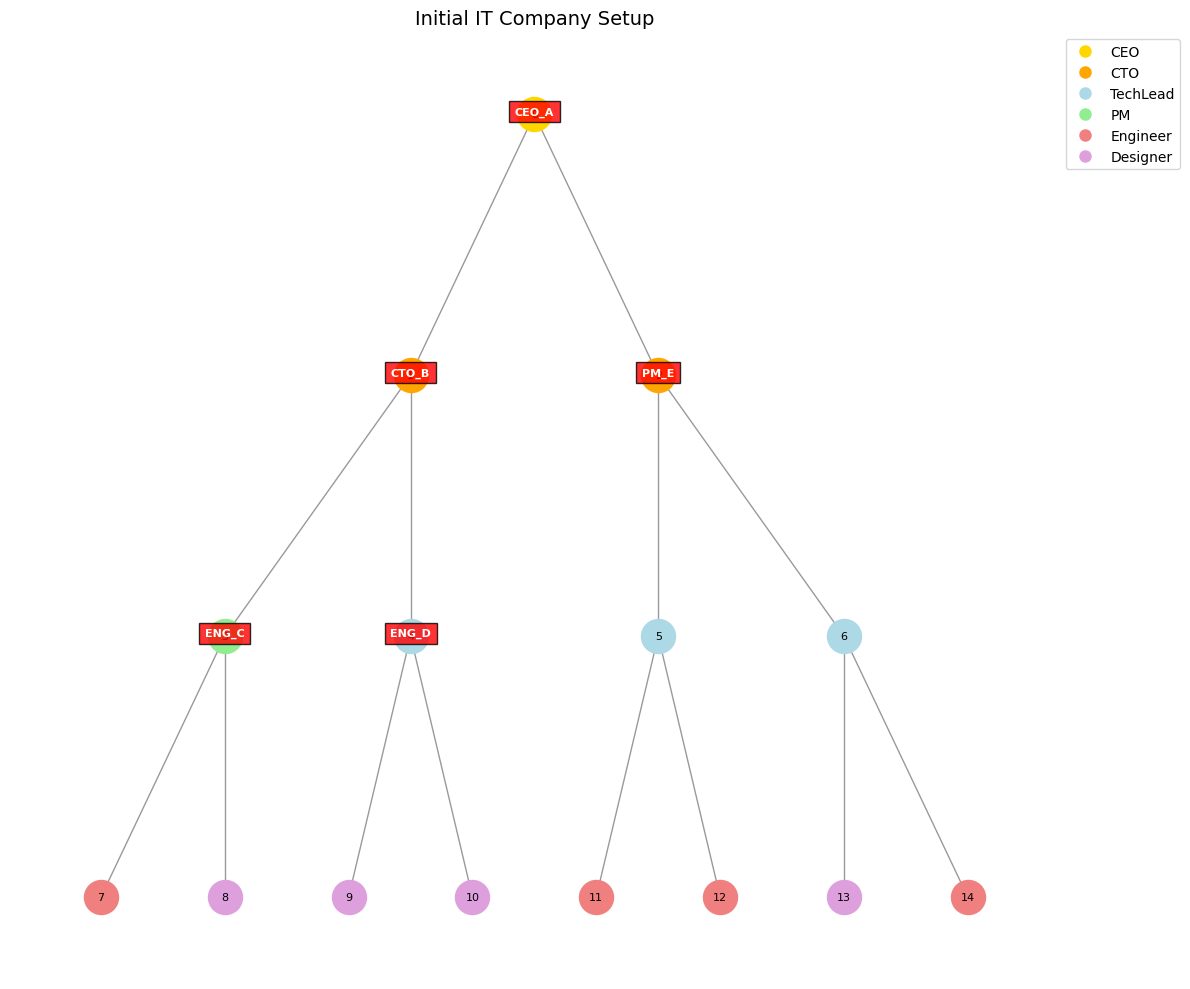 Initial IT Company Setup
CEO
CTO
TechLead
PM
Engineer
Designer
CEO_A
CTO_B
PM_E
ENG_C
ENG_D
5
6
7
8
9
10
11
12
13
14